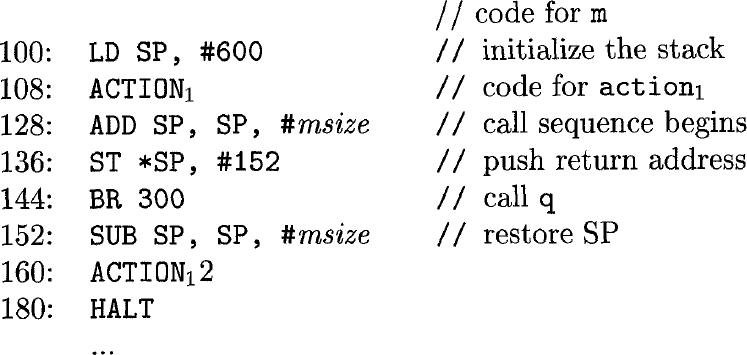 // code for m
100: LD SP, #600 // initialize the stack
108: ACTION₁ // code for action₁
128: ADD SP, SP, #msize // call sequence begins
136: ST *SP, #152 // push return address
144: BR 300 // call q
152: SUB SP, SP, #msize // restore SP
160: ACTION₁2
180: HALT
...